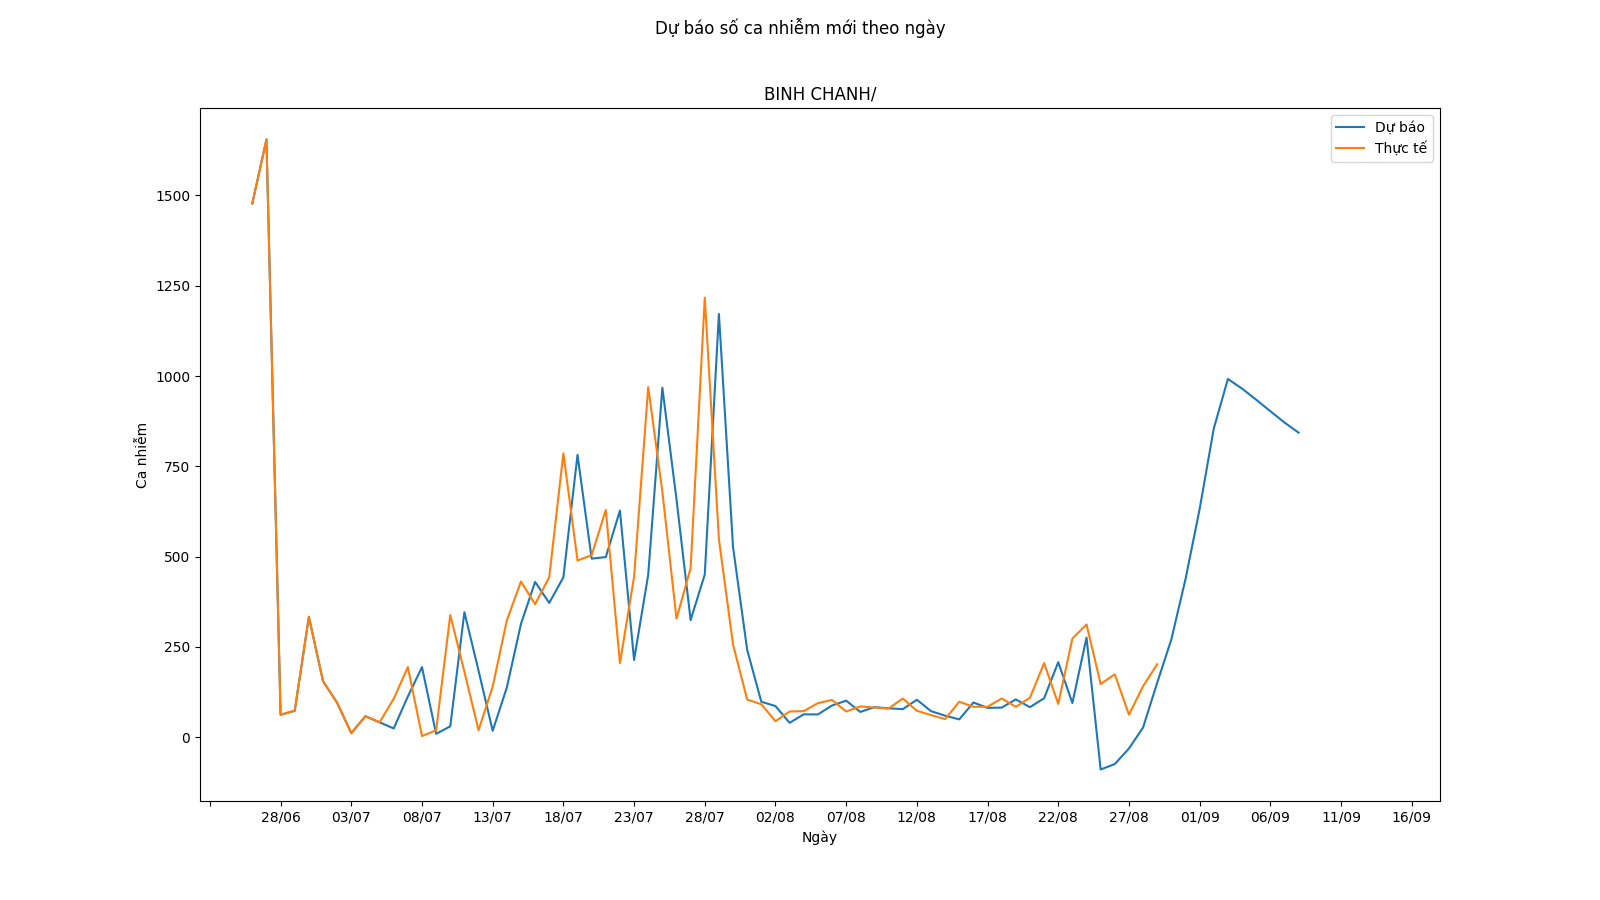 Dự báo số ca nhiễm mới theo ngày
BINH CHANH/
Dự báo
Thực tế
Ca nhiễm
1500
1250
1000
750
500
250
0
28/06 03/07 08/07 13/07 18/07 23/07 28/07 02/08 07/08 12/08 17/08 22/08 27/08 01/09 06/09 11/09 16/09
Ngày